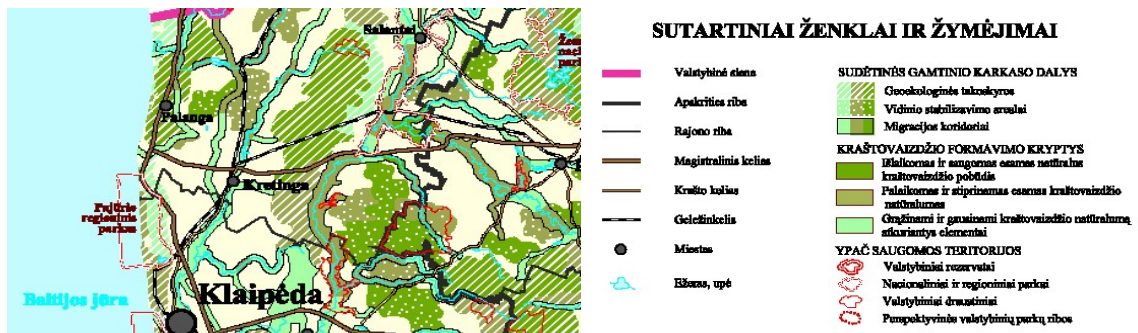 Salantai
Palanga
Kretinga
Pajūrio
regioninis
parkas
Klaipėda
Baltijos jūra
SUTARTINIAI ŽENKLAI IR ŽYMĖJIMAI
Valstybinė siena
Apskrities riba
Rajono riba
Magistralinis kelias
Krašto kelias
Geležinkelis
Miestas
Ežeras, upė
SUDĖTINĖS GAMTINIO KARKASO DALYS
Geoekologinės takoskyros
Vidinio stabilizavimo arealai
Migracijos koridoriai
KRAŠTOVAIZDŽIO FORMAVIMO KRYPTYS
Išlaikomas ir saugomas esamas natūralus
kraštovaizdžio pobūdis
Palaikomas ir stiprinamas esamas kraštovaizdžio
natūralumas
Grąžinami ir gausinami kraštovaizdžio natūralumą
atkuriantys elementai
YPAČ SAUGOMOS TERITORIJOS
Valstybiniai rezervatai
Nacionaliniai ir regioniniai parkai
Valstybiniai draustiniai
Perspektyvinės valstybinių parkų ribos